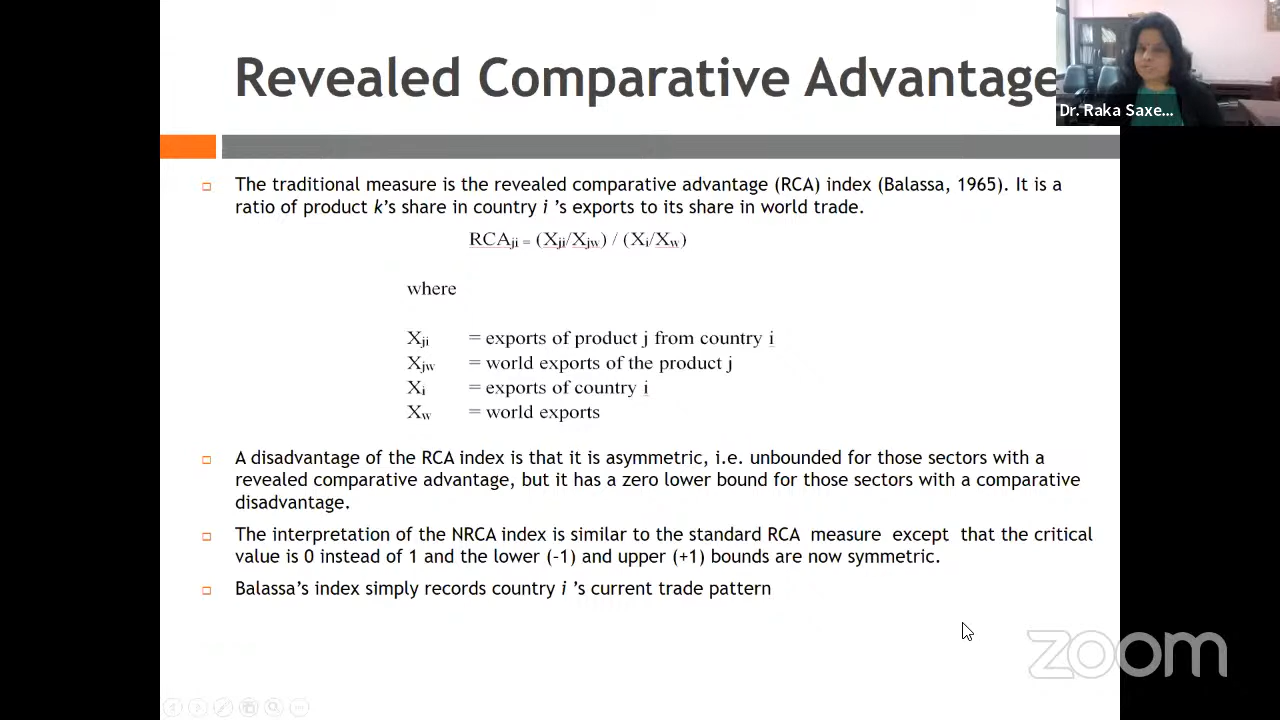 Revealed Comparative Advantage
Dr. Raka Saxe...
The traditional measure is the revealed comparative advantage (RCA) index (Balassa, 1965). It is a
ratio of product k's share in country i 's exports to its share in world trade.
RCAji = (Xji/Xjw) / (Xi/Xw)
where
Xji = exports of product j from country i
Xjw = world exports of the product j
Xi = exports of country i
Xw = world exports
A disadvantage of the RCA index is that it is asymmetric, i.e. unbounded for those sectors with a
revealed comparative advantage, but it has a zero lower bound for those sectors with a comparative
disadvantage.
The interpretation of the NRCA index is similar to the standard RCA measure except that the critical
value is 0 instead of 1 and the lower (-1) and upper (+1) bounds are now symmetric.
Balassa's index simply records country i 's current trade pattern
zoom